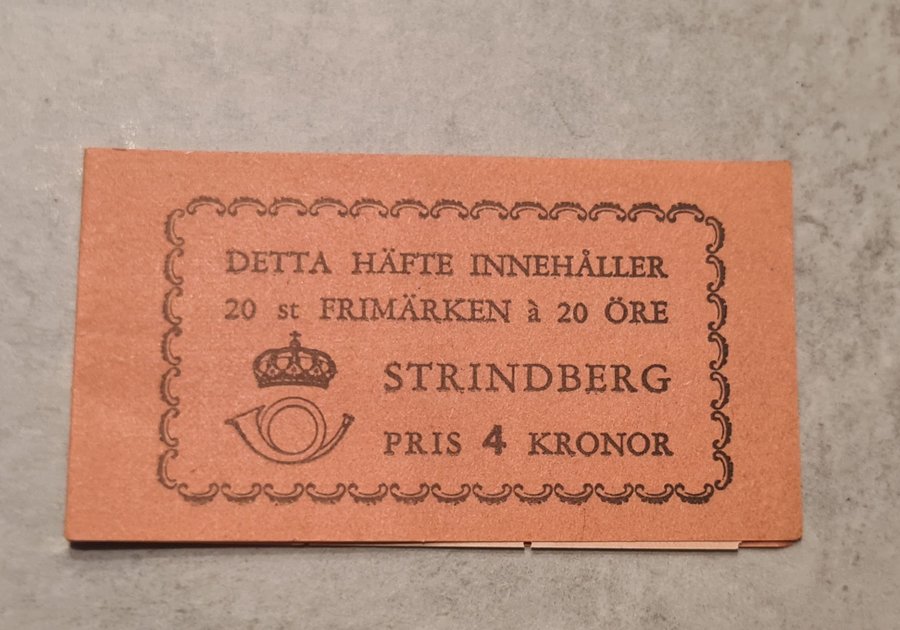 DETTA HÄFTE INNEHÅLLER
20 st FRIMÄRKEN à 20 ÖRE
STRINDBERG
PRIS 4 KRONOR